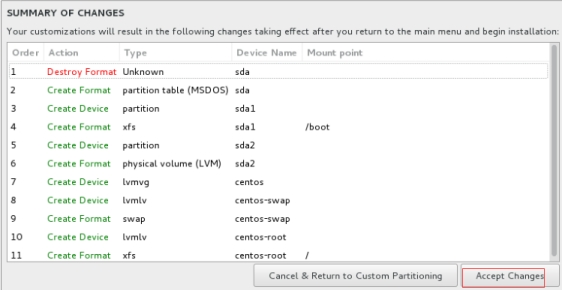 SUMMARY OF CHANGES
Your customizations will result in the following changes taking effect after you return to the main menu and begin installation:
Order Action Type Device Name Mount point
1 Destroy Format Unknown sda
2 Create Format partition table (MSDOS) sda
3 Create Device partition sda1
4 Create Format xfs sda1 /boot
5 Create Device partition sda2
6 Create Format physical volume (LVM) sda2
7 Create Device lvmvg centos
8 Create Device lvmlv centos-swap
9 Create Format swap centos-swap
10 Create Device lvmlv centos-root
11 Create Format xfs centos-root /
Cancel & Return to Custom Partitioning Accept Changes